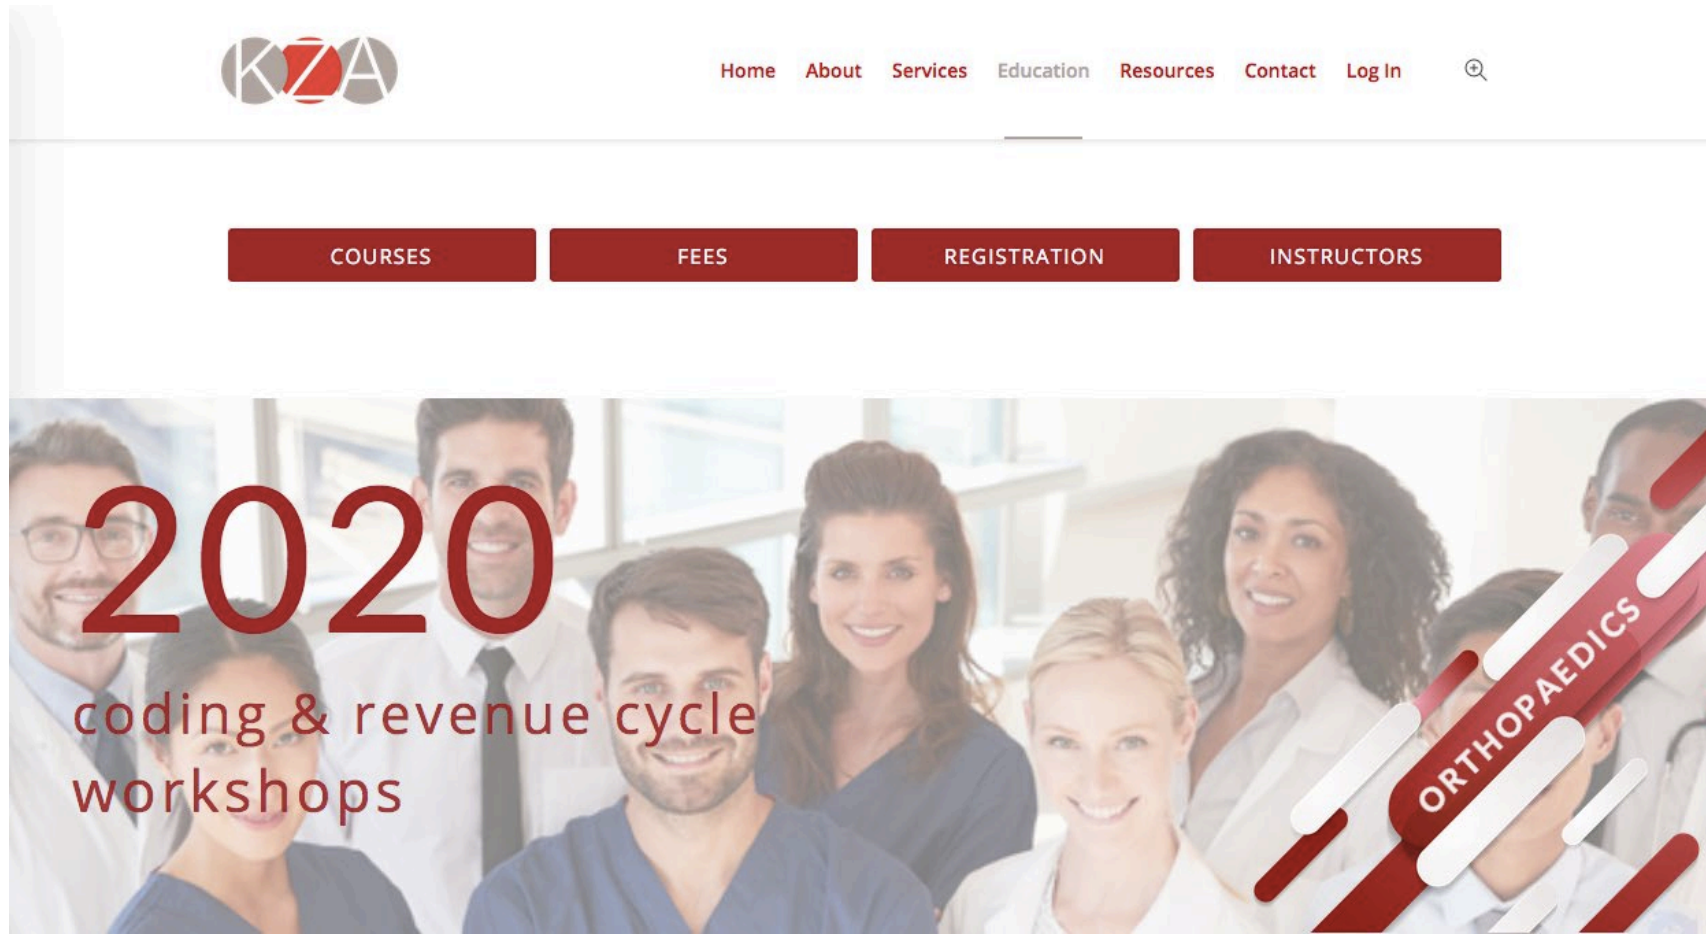 KZA
Home About Services Education Resources Contact Log In
COURSES FEES REGISTRATION INSTRUCTORS
2020
coding & revenue cycle
workshops
ORTHOPAEDICS